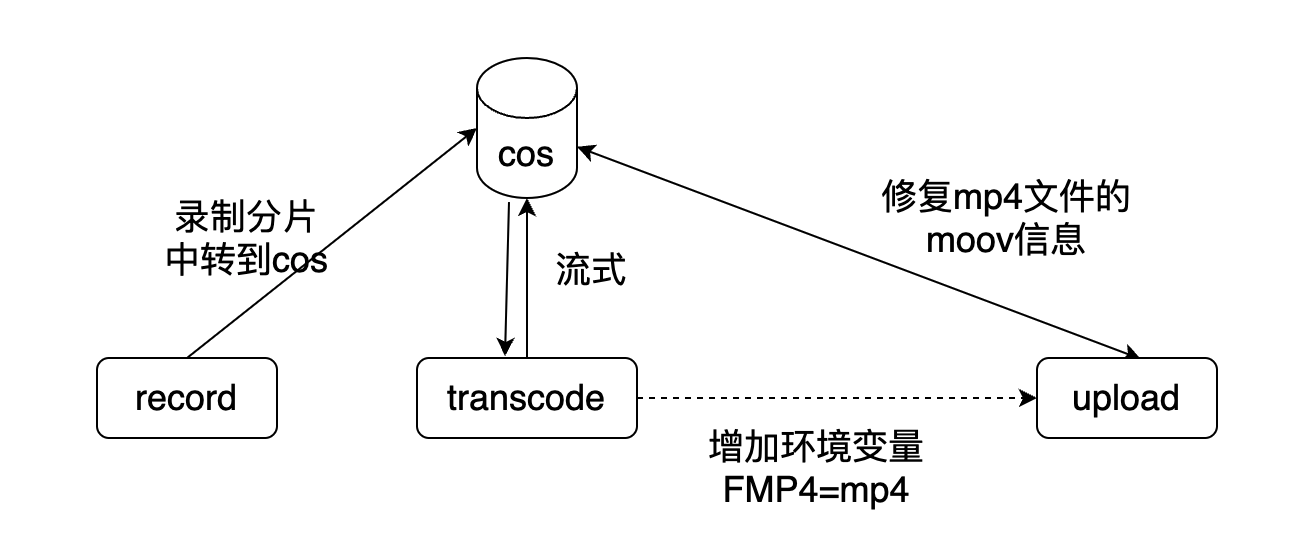 cos
录制分片
中转到cos
修复mp4文件的
moov信息
流式
record
transcode
upload
增加环境变量
FMP4=mp4